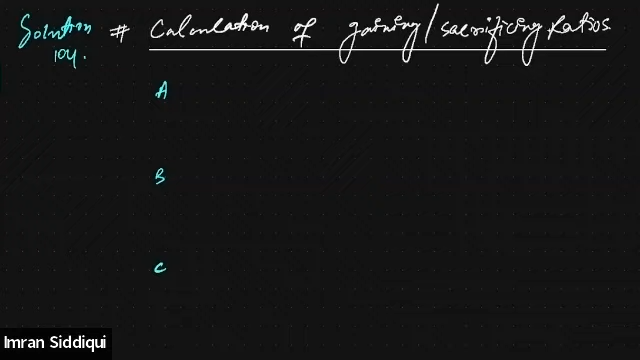 Solution # Calculation of gaining/sacrificing Ratios
104.
A
B
C
Imran Siddiqui